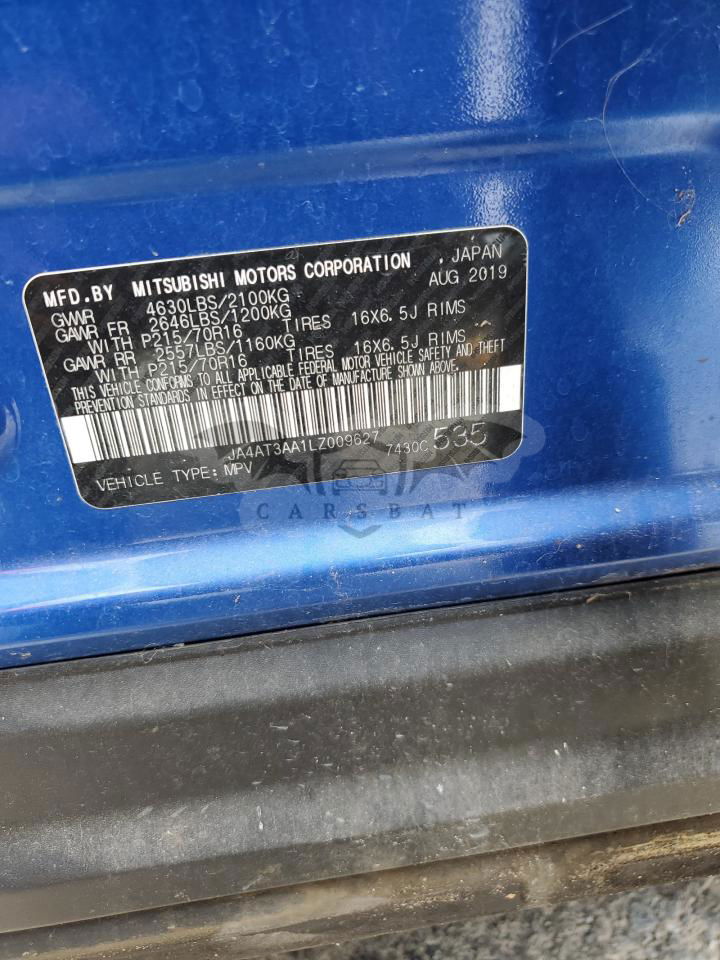 MFD.BY MITSUBISHI MOTORS CORPORATION , JAPAN
GVWR 4630LBS/2100KG AUG 2019
GAWR FR 2646LBS/1200KG
WITH P215/70R16 TIRES 16X6.5J RIMS
GAWR RR 2557LBS/1160KG
WITH P215/70R16 TIRES 16X6.5J RIMS
THIS VEHICLE CONFORMS TO ALL APPLICABLE FEDERAL MOTOR VEHICLE SAFETY AND THEFT
PREVENTION STANDARDS IN EFFECT ON THE DATE OF MANUFACTURE SHOWN ABOVE.
JA4AT3AA1LZ009627 7430C 535
VEHICLE TYPE: MPV
CARSBAT